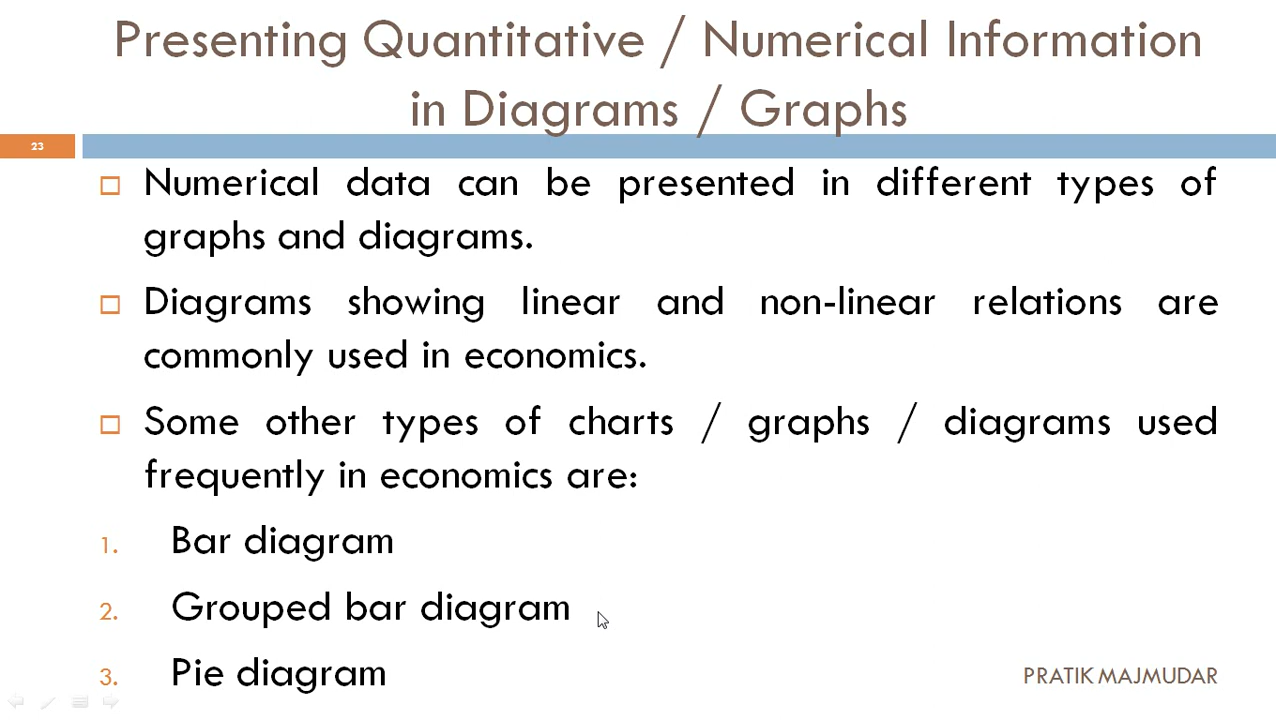 Presenting Quantitative / Numerical Information
in Diagrams / Graphs
23
Numerical data can be presented in different types of
graphs and diagrams.
Diagrams showing linear and non-linear relations are
commonly used in economics.
Some other types of charts / graphs / diagrams used
frequently in economics are:
1. Bar diagram
2. Grouped bar diagram
3. Pie diagram
PRATIK MAJMUDAR